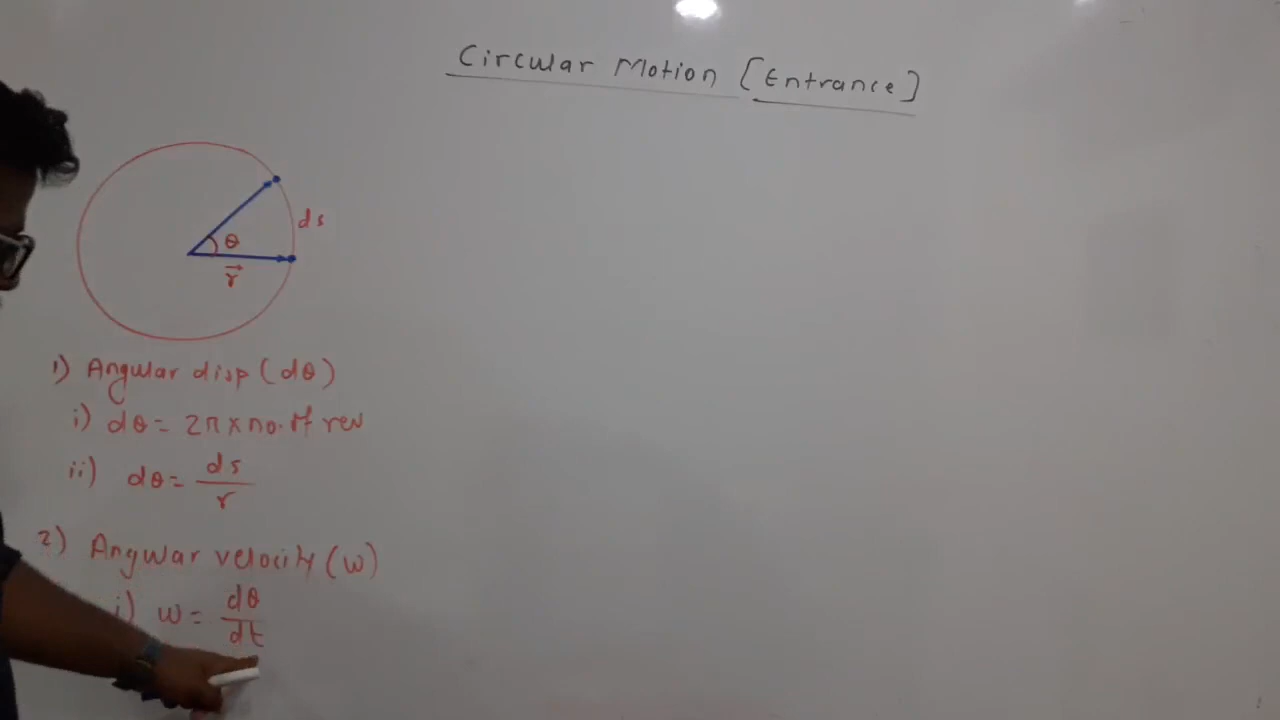 Circular Motion [Entrance]
ds
θ
r⃗
1) Angular disp (dθ)
i) dθ = 2π x no. of rev
ii) dθ = ds/r
2) Angular velocity (w)
i) w = dθ/dt